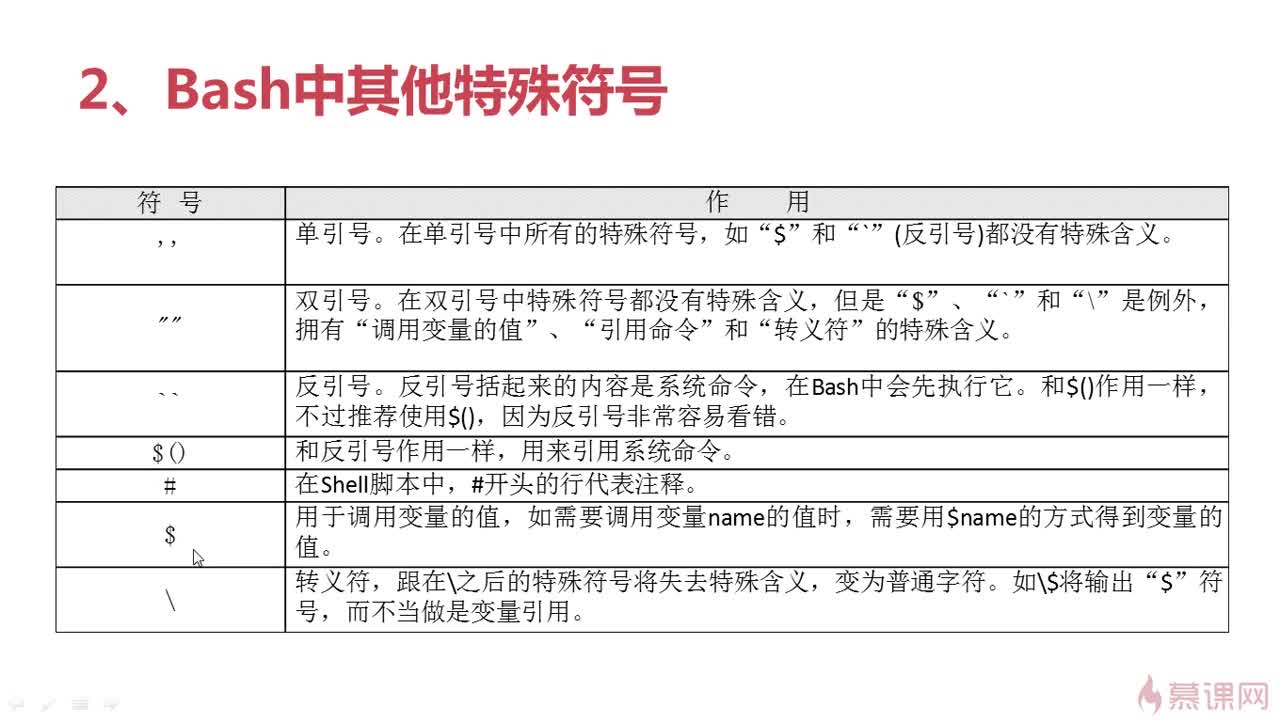 2、Bash中其他特殊符号
符 号 作 用
,, 单引号。在单引号中所有的特殊符号，如“$”和“`”(反引号)都没有特殊含义。
"" 双引号。在双引号中特殊符号都没有特殊含义，但是“$”、“`”和“\”是例外，
拥有“调用变量的值”、“引用命令”和“转义符”的特殊含义。
`` 反引号。反引号括起来的内容是系统命令，在Bash中会先执行它。和$()作用一样，
不过推荐使用$()，因为反引号非常容易看错。
$() 和反引号作用一样，用来引用系统命令。
# 在Shell脚本中，#开头的行代表注释。
$ 用于调用变量的值，如需要调用变量name的值时，需要用$name的方式得到变量的
值。
\ 转义符，跟在\之后的特殊符号将失去特殊含义，变为普通字符。如\$将输出“$”符
号，而不当做是变量引用。
慕课网